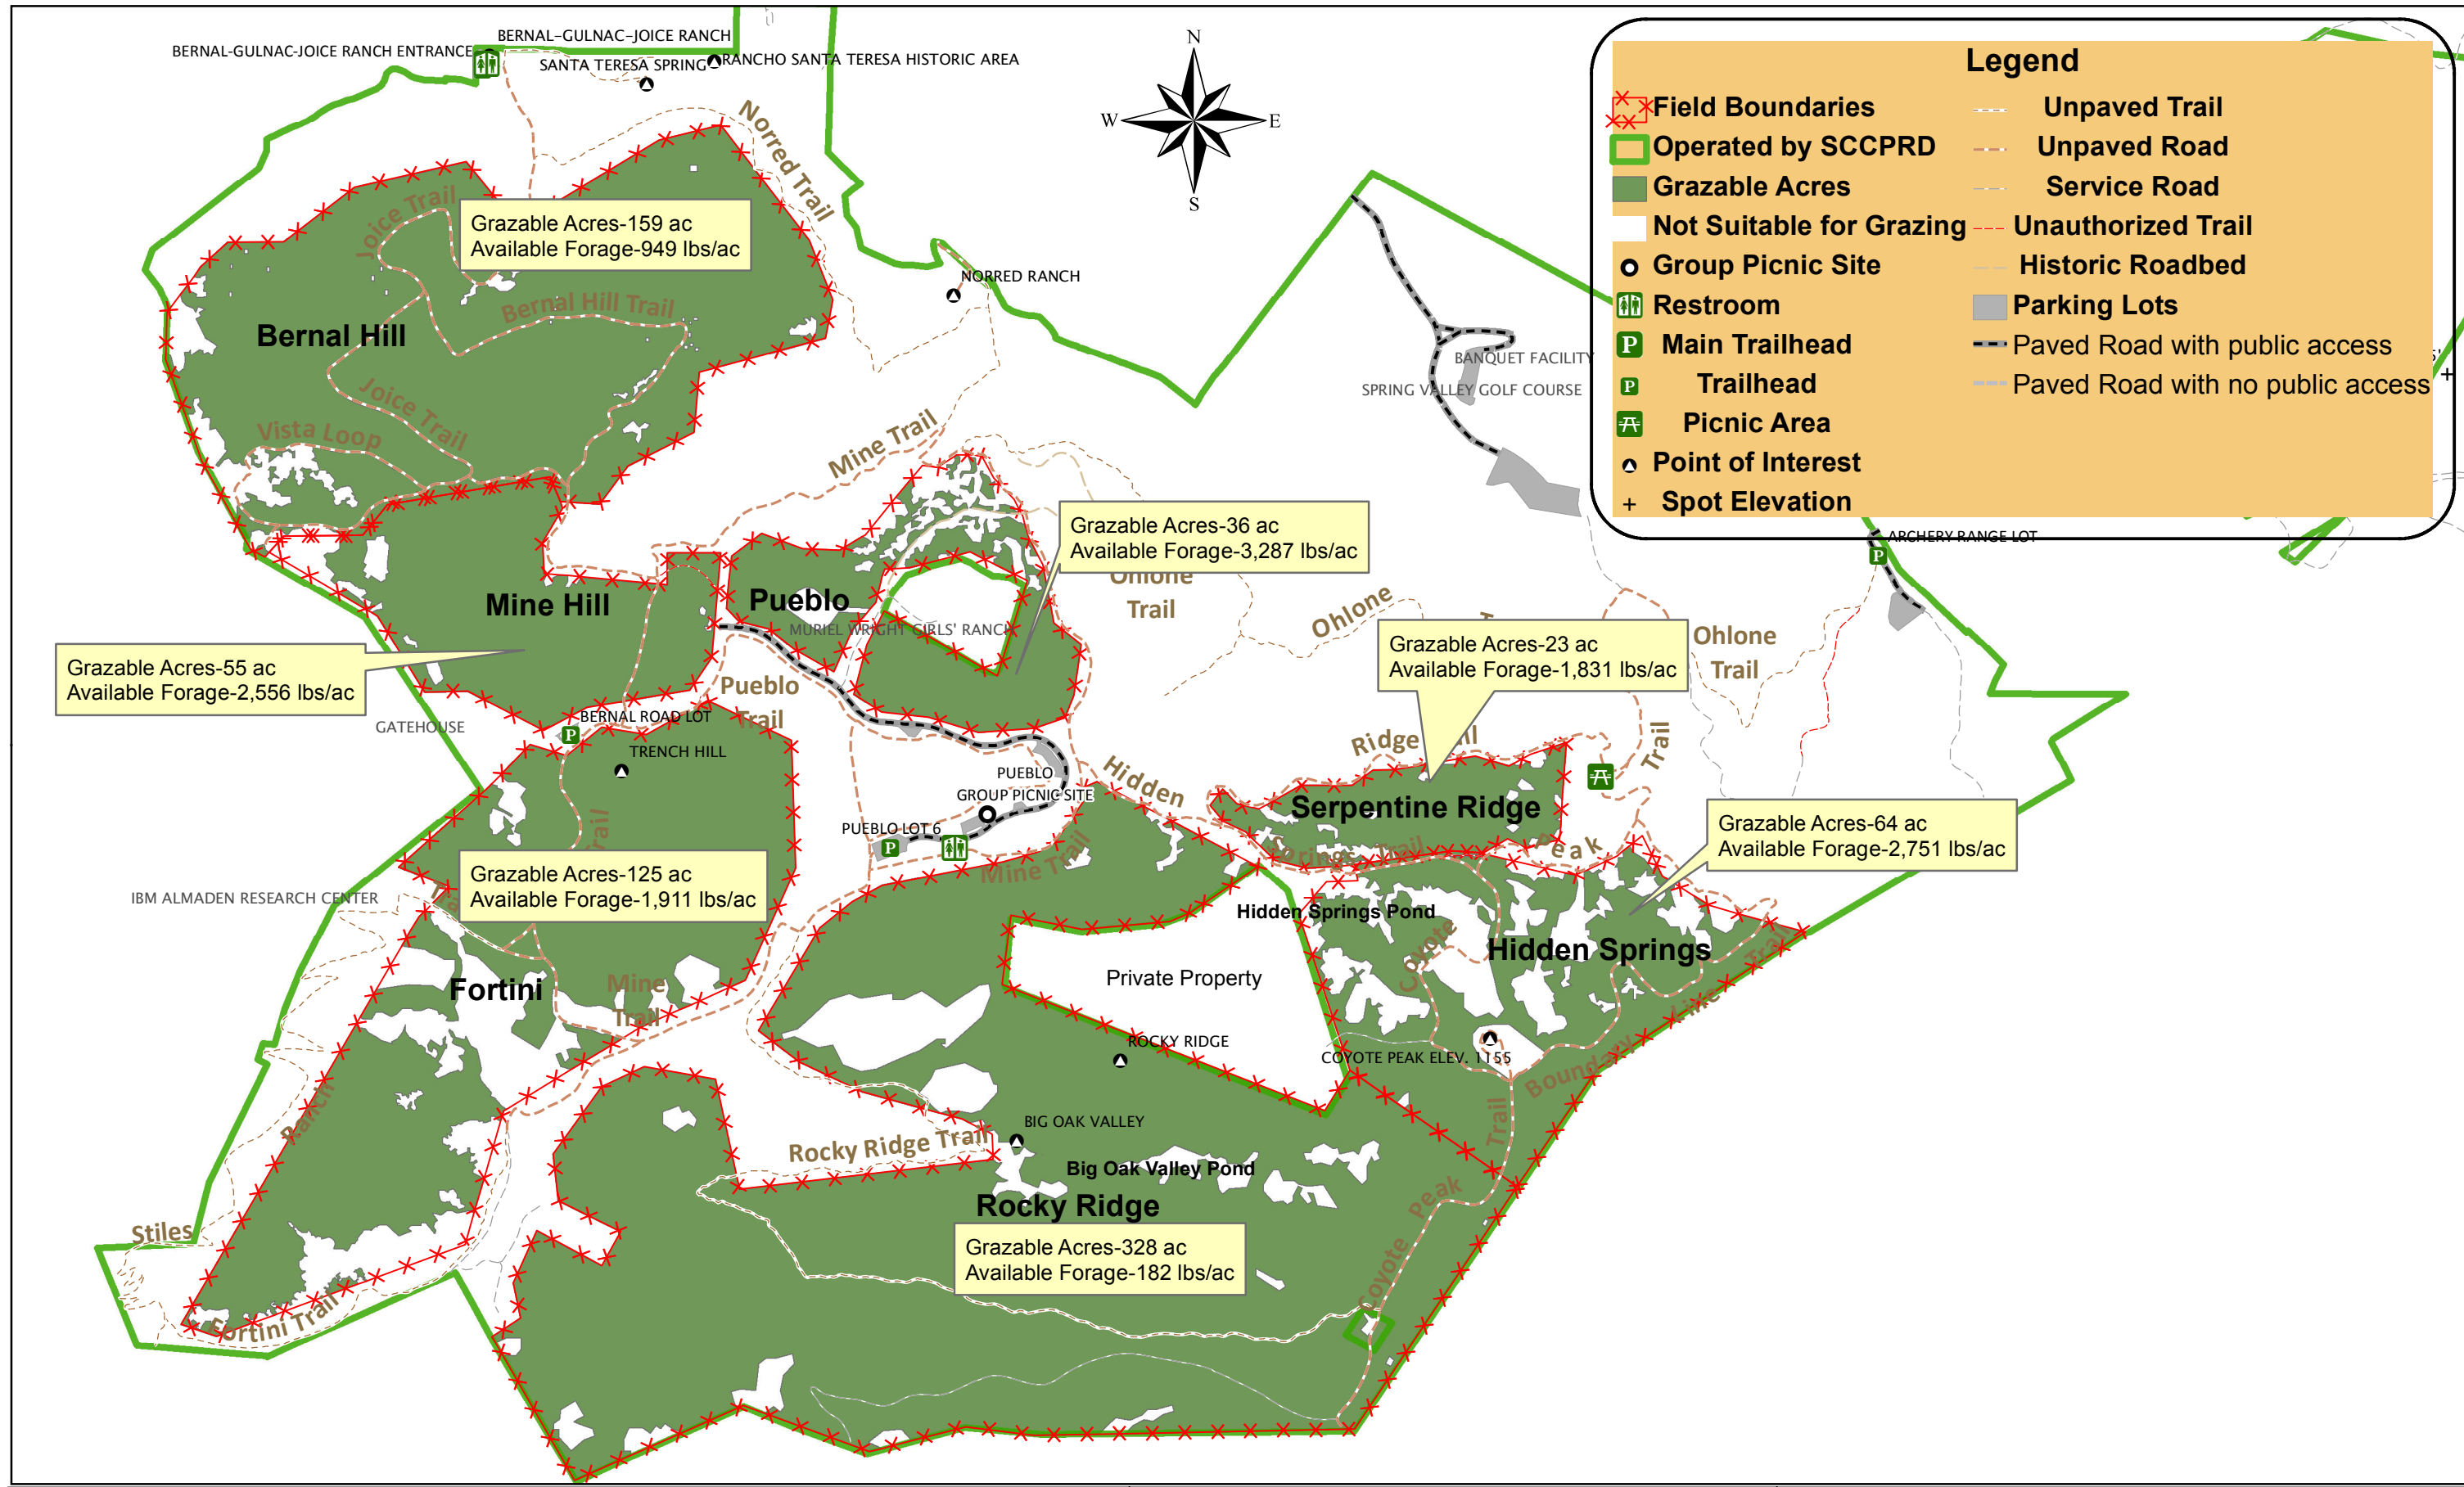 BERNAL-GULNAC-JOICE RANCH
BERNAL-GULNAC-JOICE RANCH ENTRANCE
SANTA TERESA SPRING
RANCHO SANTA TERESA HISTORIC AREA
N
W
E
S
Norred Trail
Joice Trail
Grazable Acres-159 ac
Available Forage-949 lbs/ac
NORRED RANCH
Bernal Hill Trail
Bernal Hill
Joice Trail
Vista Loop
Mine Trail
BANQUET FACILITY
SPRING VALLEY GOLF COURSE
Legend
Field Boundaries
Operated by SCCPRD
Grazable Acres
Not Suitable for Grazing
Group Picnic Site
Restroom
P Main Trailhead
P Trailhead
Picnic Area
Point of Interest
+ Spot Elevation
Unpaved Trail
Unpaved Road
Service Road
Unauthorized Trail
Historic Roadbed
Parking Lots
Paved Road with public access
Paved Road with no public access
+
ARCHERY RANGE LOT
P
Grazable Acres-36 ac
Available Forage-3,287 lbs/ac
Ohlone
Trail
Ohlone
Ohlone
Trail
Mine Hill
Pueblo
MURIEL WRIGHT GIRLS' RANCH
Grazable Acres-55 ac
Available Forage-2,556 lbs/ac
Grazable Acres-23 ac
Available Forage-1,831 lbs/ac
Pueblo
Trail
GATEHOUSE
BERNAL ROAD LOT
P
TRENCH HILL
Trail
Ridge
Trail
Hidden
PUEBLO
GROUP PICNIC SITE
PUEBLO LOT 6
P
Serpentine Ridge
Springs Trail
Peak
Grazable Acres-64 ac
Available Forage-2,751 lbs/ac
Mine Trail
Grazable Acres-125 ac
Available Forage-1,911 lbs/ac
IBM ALMADEN RESEARCH CENTER
Hidden Springs Pond
Coyote
Hidden Springs
Trail
Private Property
Fortini
Mine
Trail
Line
Boundary
ROCKY RIDGE
COYOTE PEAK ELEV. 1155
Ranch
Trail
BIG OAK VALLEY
Rocky Ridge Trail
Big Oak Valley Pond
Rocky Ridge
Peak
Coyote
Grazable Acres-328 ac
Available Forage-182 lbs/ac
Stiles
Fortini Trail